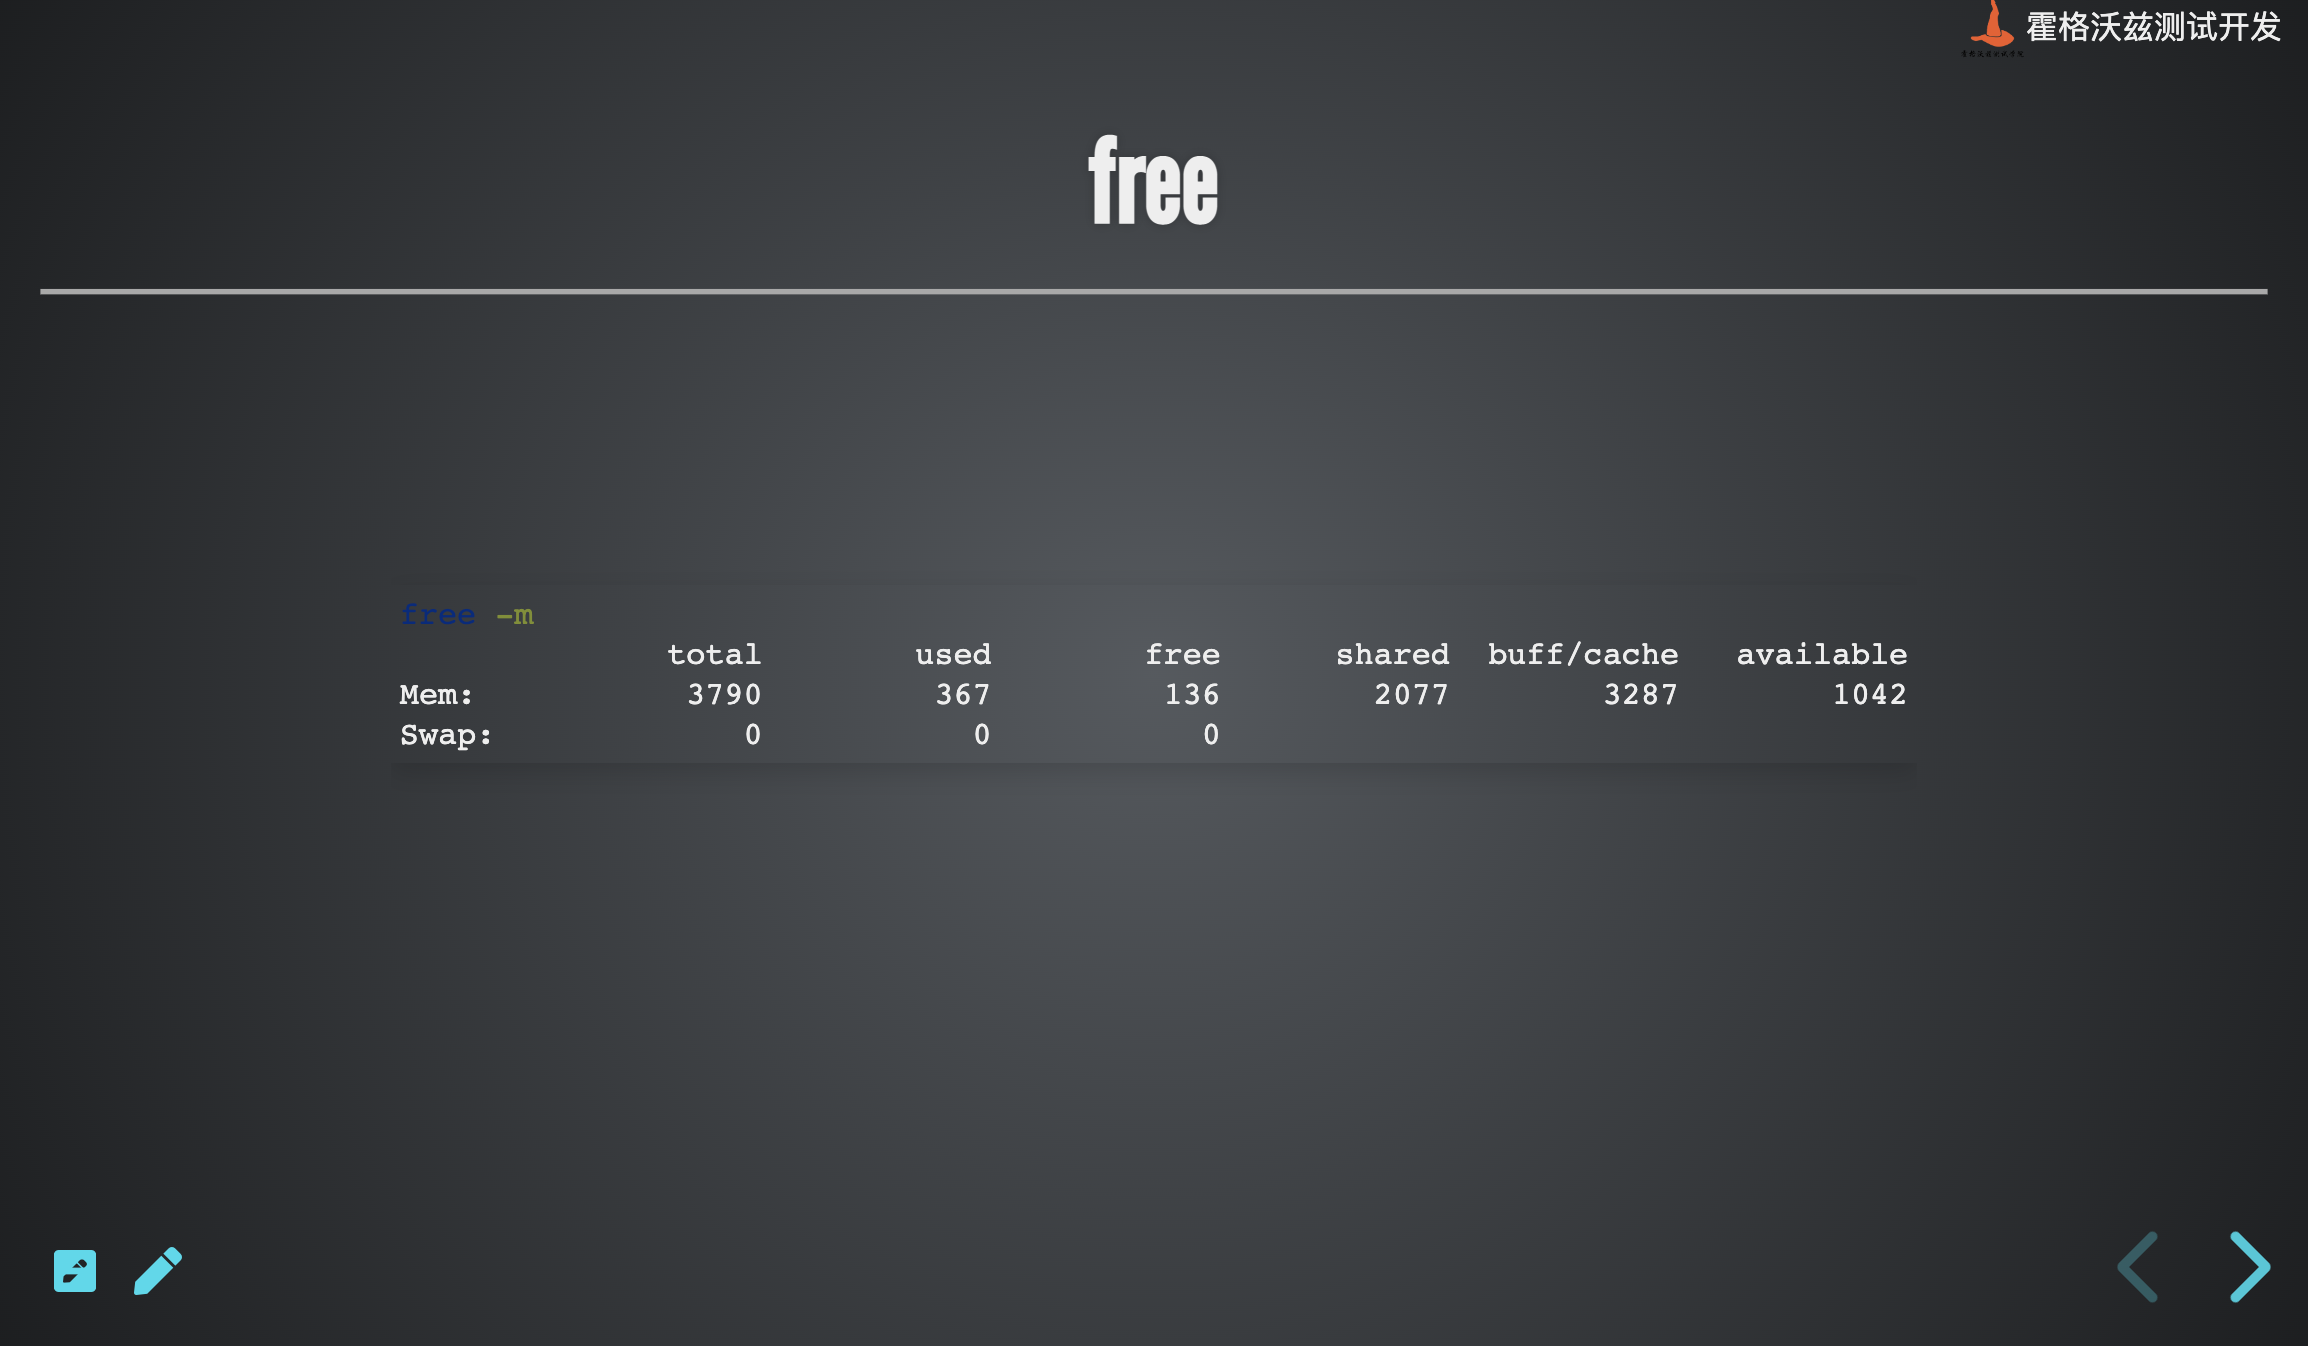 霍格沃兹测试开发
free
free -m
total used free shared buff/cache available
Mem: 3790 367 136 2077 3287 1042
Swap: 0 0 0